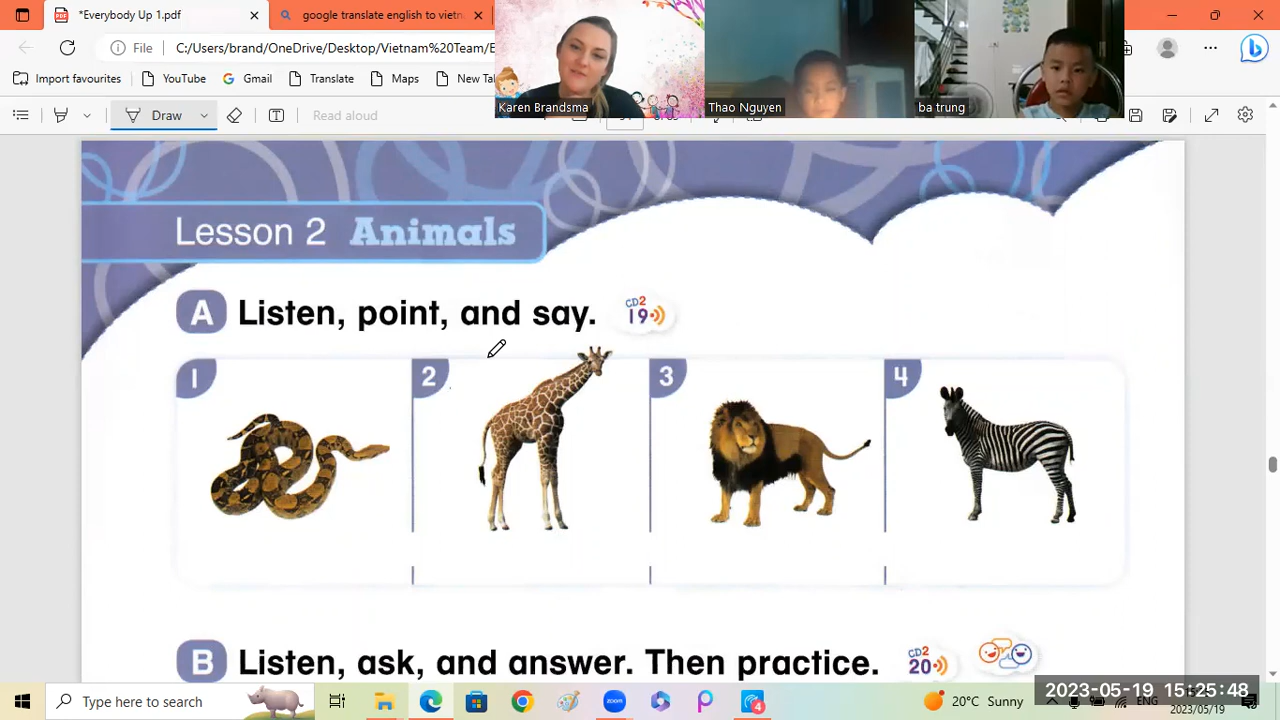 *Everybody Up 1.pdf
google translate english to vietn
File
C:/Users/brand/OneDrive/Desktop/Vietnam%20Team/E
Import favourites
YouTube
Gmail
Translate
Maps
New Ta
Draw
Read aloud
Karen Brandsma
Thao Nguyen
ba trung
Lesson 2 Animals
A Listen, point, and say. CD2 19
1
2
3
4
B Listen, ask, and answer. Then practice. CD2 20
Type here to search
4
20°C Sunny
ENG
2023-05-19 15:25:48
2023/05/19